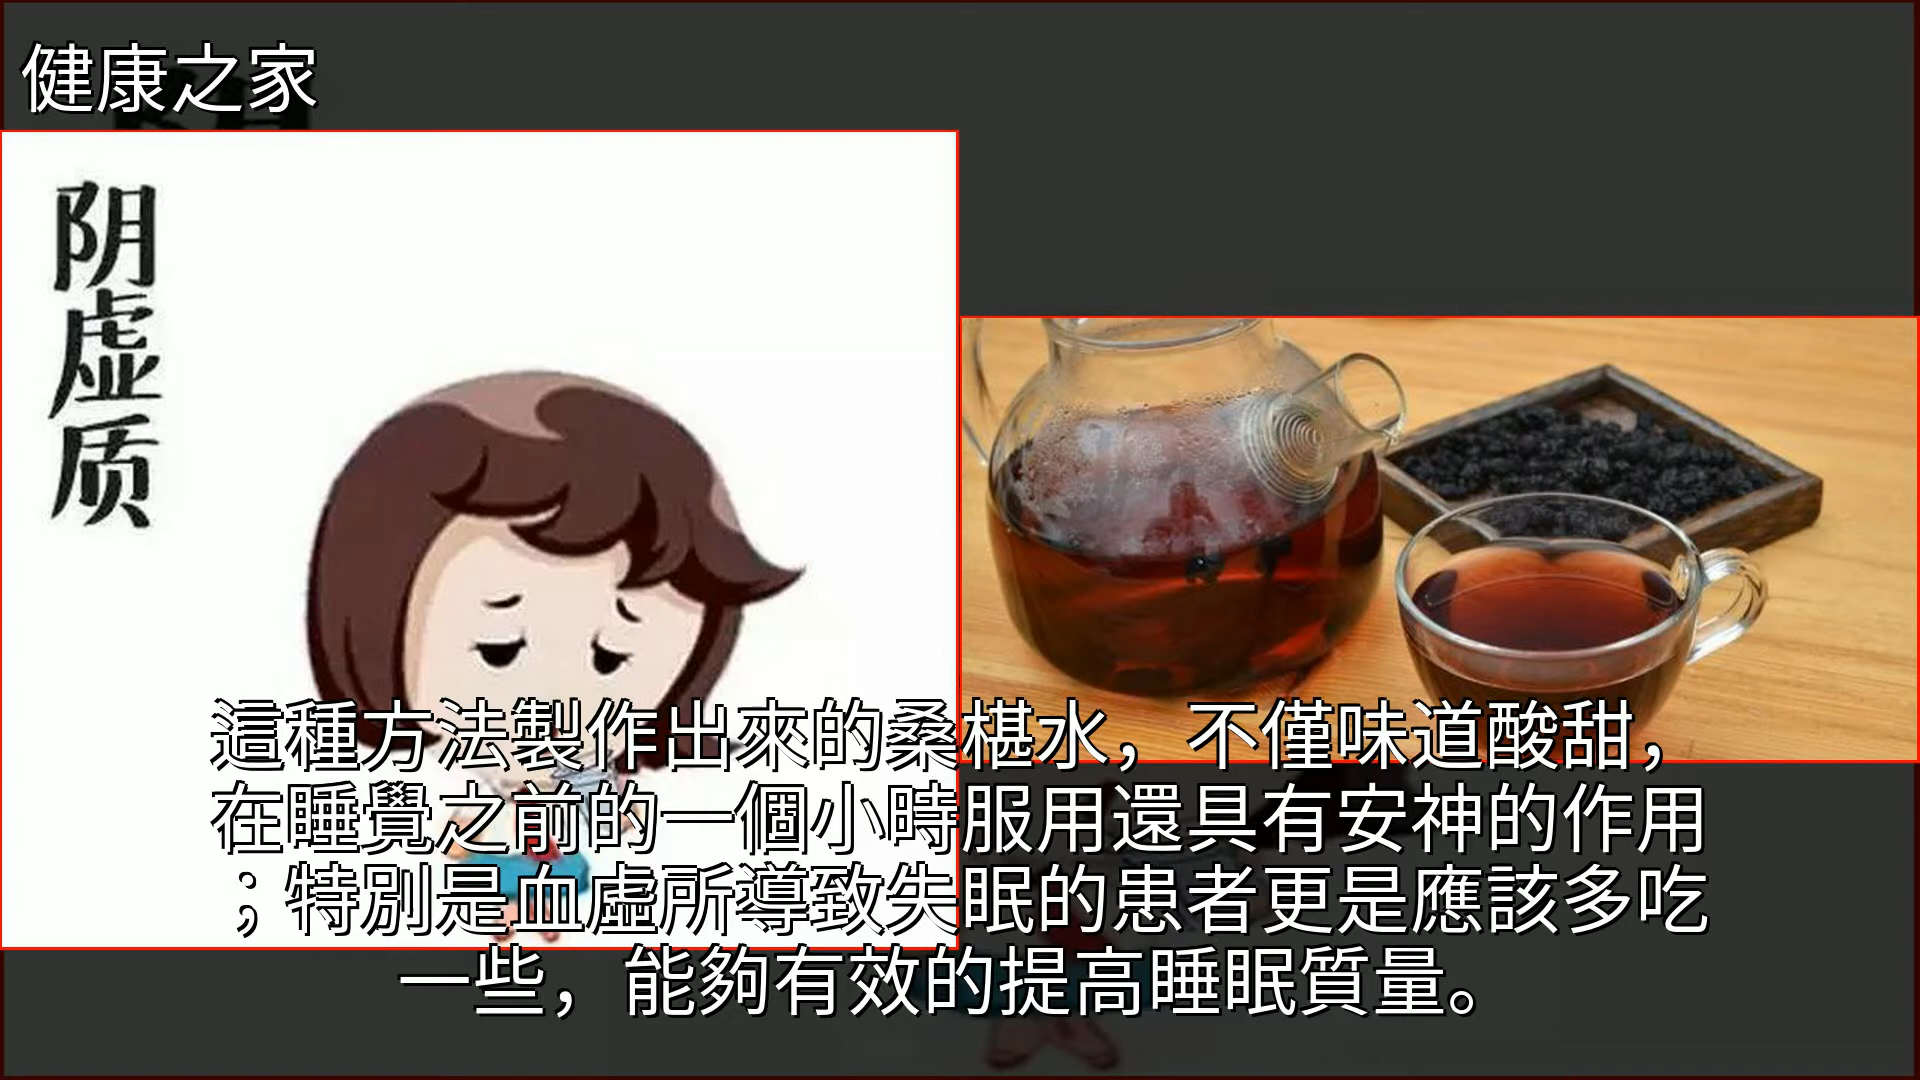 健康之家
阴虚质
這種方法製作出來的桑椹水，不僅味道酸甜，
在睡覺之前的一個小時服用還具有安神的作用
；特別是血虛所導致失眠的患者更是應該多吃
一些，能夠有效的提高睡眠質量。